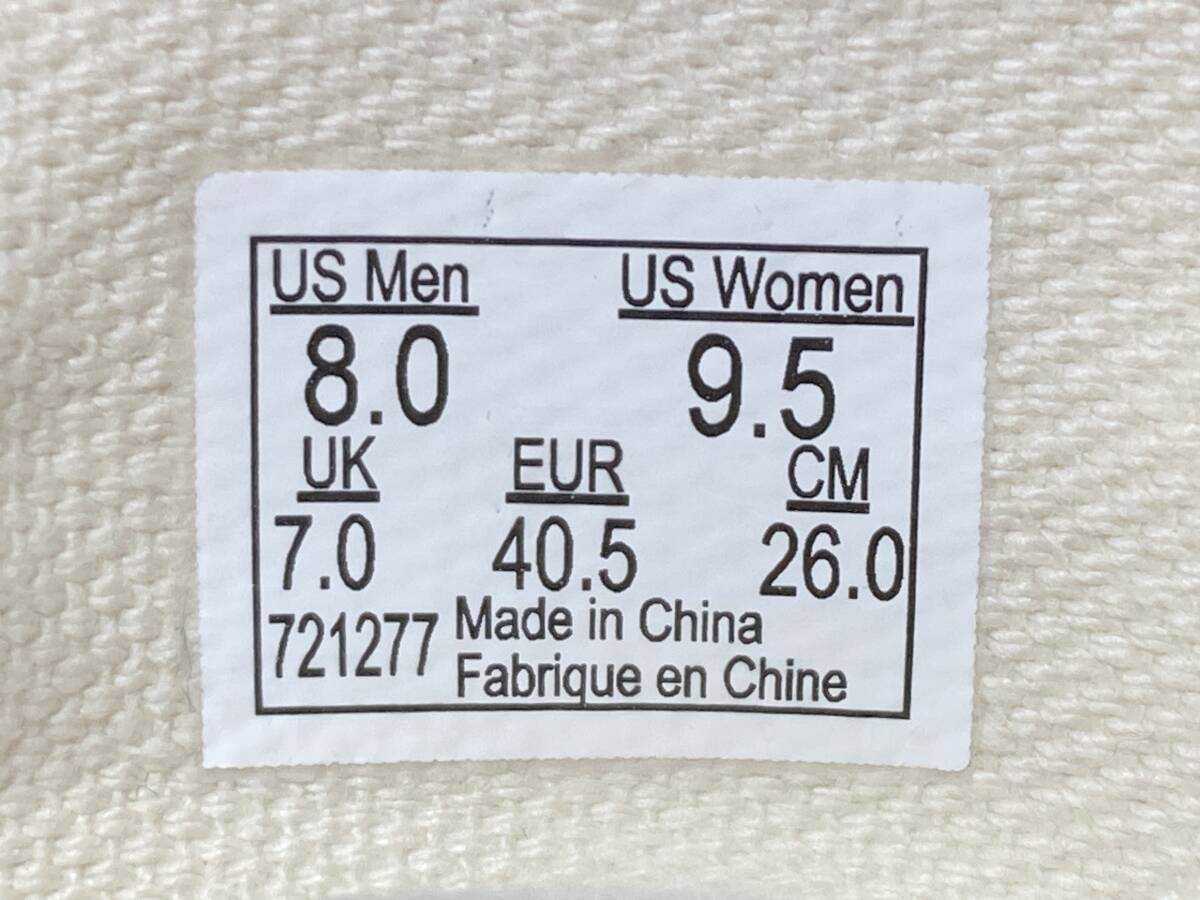 US Men US Women
8.0 9.5
UK EUR CM
7.0 40.5 26.0
721277 Made in China
Fabrique en Chine